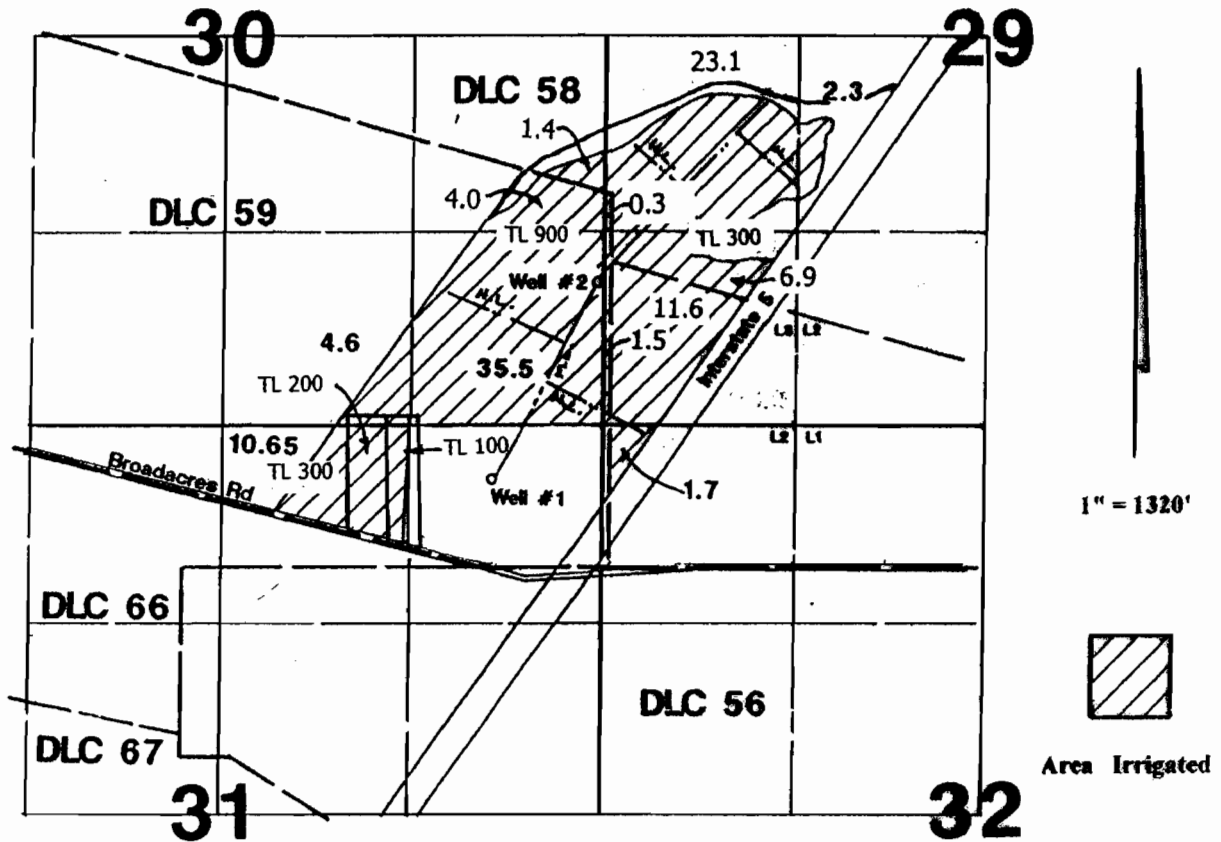 30
29
23.1
DLC 58
2.3
1.4
4.0
DLC 59
0.3
TL 900
TL 300
Well #2
6.9
11.6
L3 L2
1.5
4.6
35.5
Interstate 5
TL 200
10.65
TL 100
L2 L1
TL 300
Broadacres Rd
Well #1
1.7
1" = 1320'
DLC 66
DLC 56
DLC 67
Area Irrigated
31
32